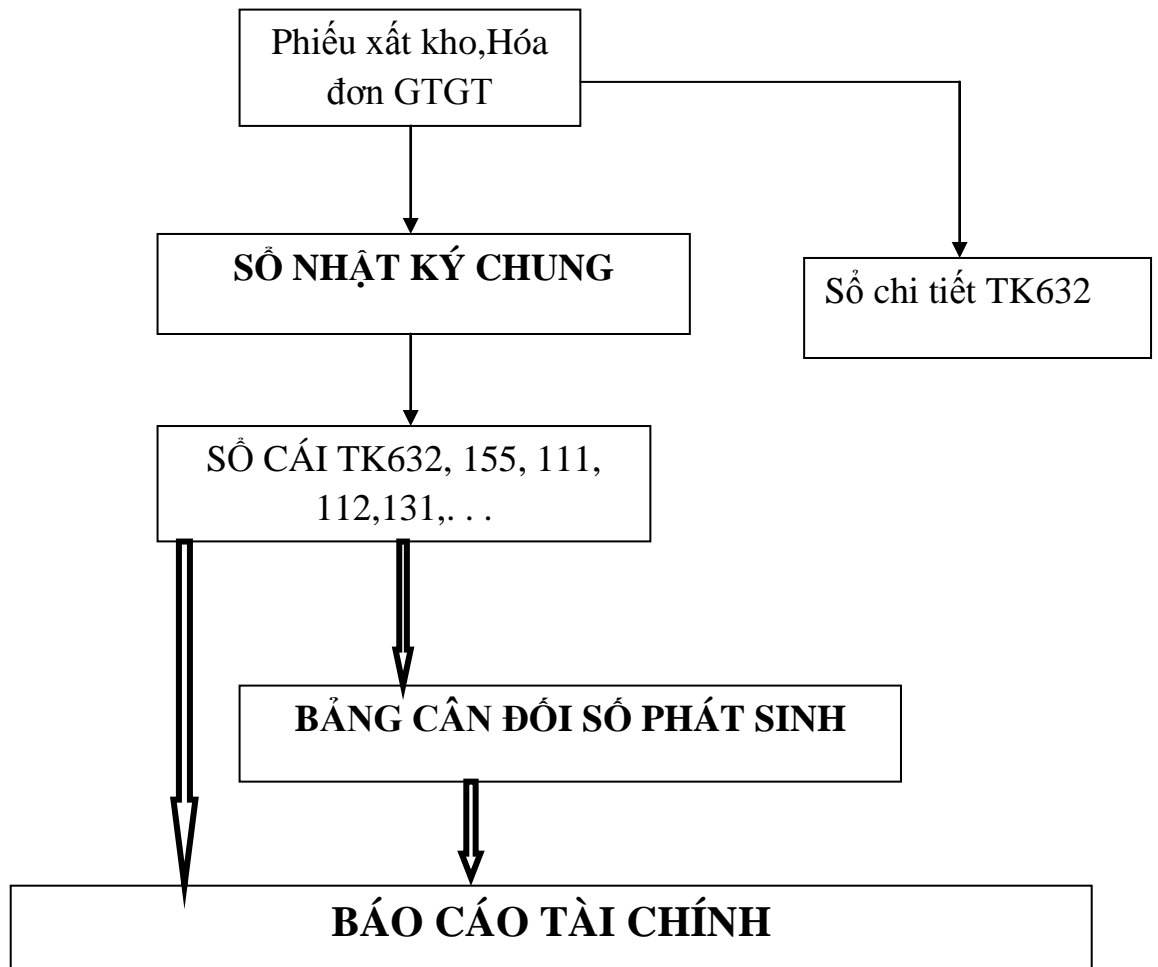 Phiếu xất kho,Hóa
đơn GTGT
SỔ NHẬT KÝ CHUNG
Sổ chi tiết TK632
SỔ CÁI TK632, 155, 111,
112,131,. . .
BẢNG CÂN ĐỐI SỐ PHÁT SINH
BÁO CÁO TÀI CHÍNH